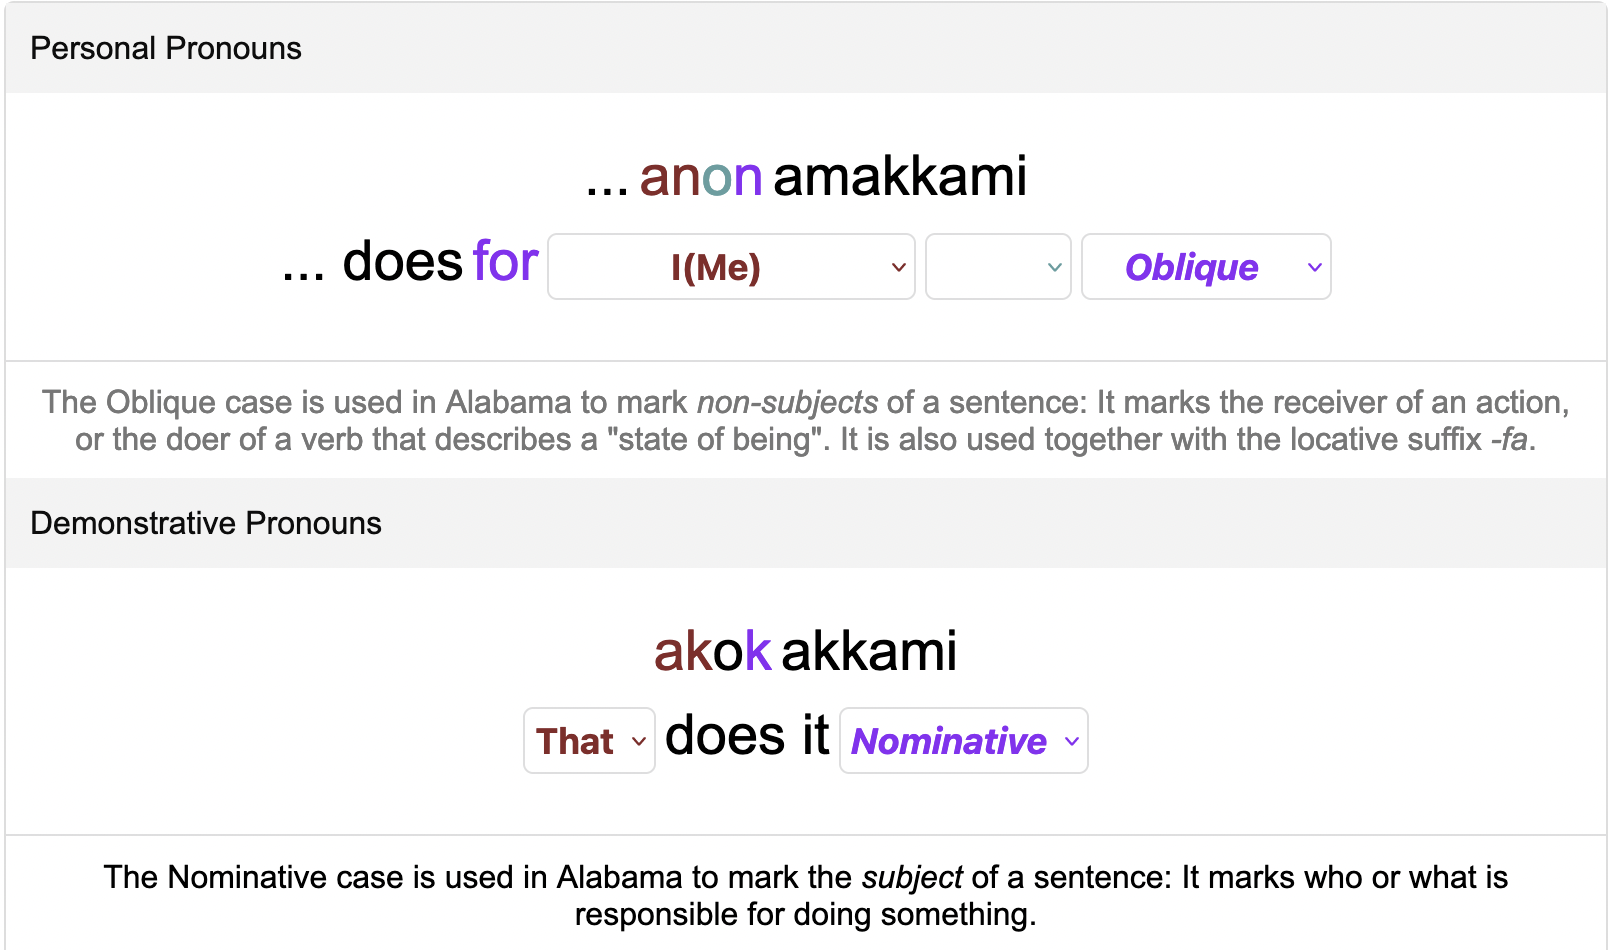 Personal Pronouns
... anon amakkami
... does for I(Me) Oblique
The Oblique case is used in Alabama to mark non-subjects of a sentence: It marks the receiver of an action,
or the doer of a verb that describes a "state of being". It is also used together with the locative suffix -fa.
Demonstrative Pronouns
akok akkami
That does it Nominative
The Nominative case is used in Alabama to mark the subject of a sentence: It marks who or what is
responsible for doing something.